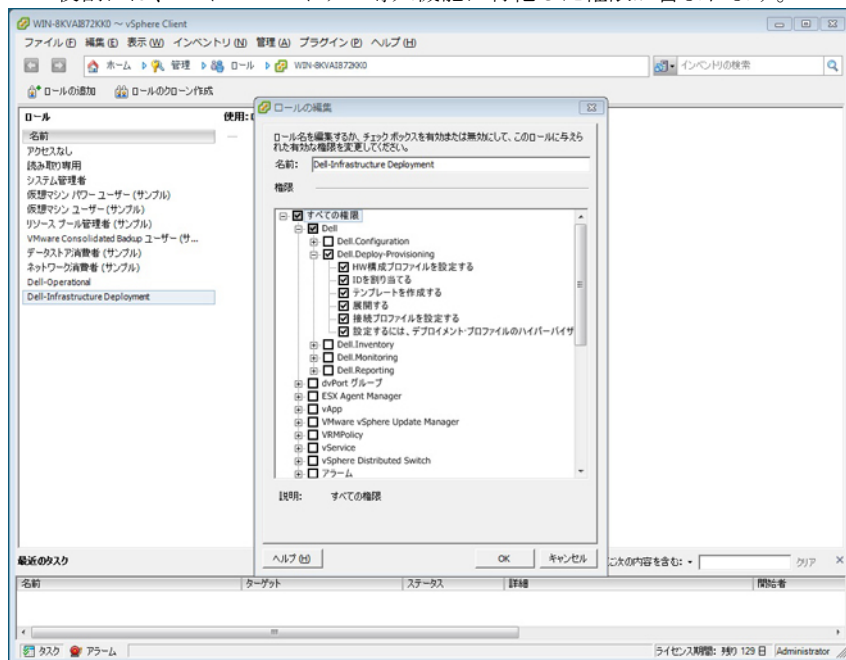 WIN-8KVAI872KK0 ~ vSphere Client
ファイル(F) 編集(E) 表示(W) インベントリ(N) 管理(A) プラグイン(P) ヘルプ(H)
ホーム 管理 ロール WIN-8KVAI872KK0
インベントリの検索
ロールの追加 ロールのクローン作成
ロール
使用:
名前
アクセスなし
読み取り専用
システム管理者
仮想マシン パワー ユーザー (サンプル)
仮想マシン ユーザー (サンプル)
リソース プール管理者 (サンプル)
VMware Consolidated Backup ユーザー (サ...
データストア消費者 (サンプル)
ネットワーク消費者 (サンプル)
Dell-Operational
Dell-Infrastructure Deployment
ロールの編集
ロール名を編集するか、チェック ボックスを有効または無効にして、このロールに与えら
れた有効な権限を変更してください。
名前: Dell-Infrastructure Deployment
権限
すべての権限
Dell
Dell.Configuration
Dell.Deploy-Provisioning
HW構成プロファイルを設定する
IDを割り当てる
テンプレートを作成する
展開する
接続プロファイルを設定する
設定するには、デプロイメント・プロファイルのハイパーバイザ
Dell.Inventory
Dell.Monitoring
Dell.Reporting
dvPort グループ
ESX Agent Manager
vApp
VMware vSphere Update Manager
VRMPolicy
vService
vSphere Distributed Switch
アラーム
説明: すべての権限
ヘルプ(H) OK キャンセル
最近のタスク
次の内容を含む: クリア
名前 ターゲット ステータス 詳細 開始者
タスク アラーム
ライセンス期間: 残り 129 日 Administrator